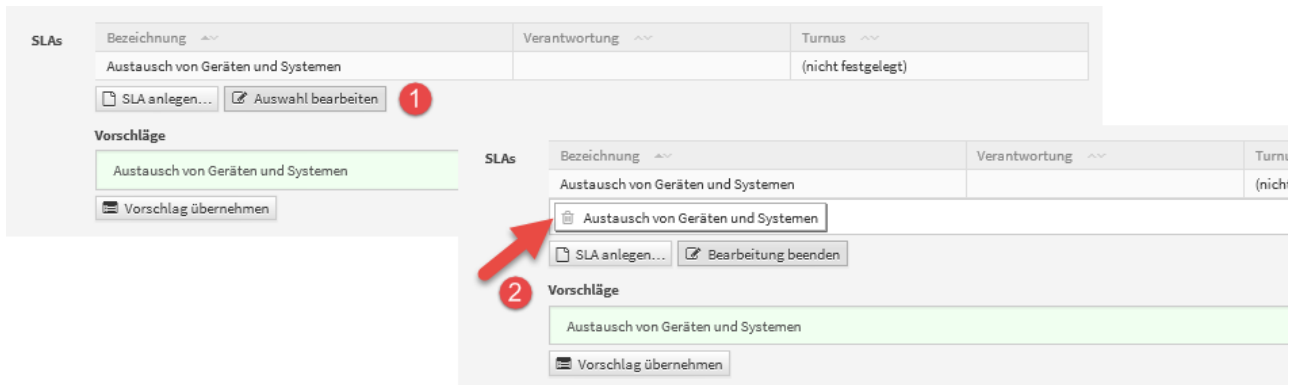 SLAs Bezeichnung Verantwortung Turnus
Austausch von Geräten und Systemen (nicht festgelegt)
SLA anlegen... Auswahl bearbeiten 1
Vorschläge
Austausch von Geräten und Systemen
Vorschlag übernehmen
SLAs Bezeichnung Verantwortung Turnu
Austausch von Geräten und Systemen (nicht
Austausch von Geräten und Systemen
SLA anlegen... Bearbeitung beenden
2
Vorschläge
Austausch von Geräten und Systemen
Vorschlag übernehmen